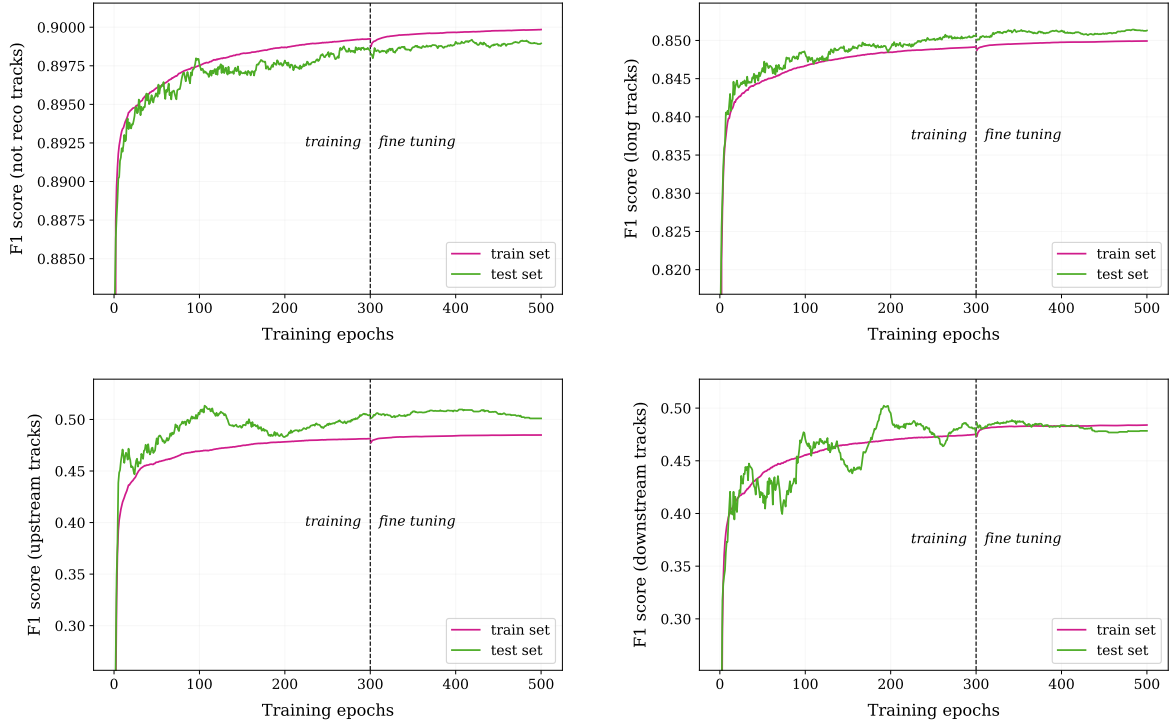 F1 score (not reco tracks)
0.9000
0.8975
0.8950
0.8925
0.8900
0.8875
0.8850
training
fine tuning
train set
test set
0 100 200 300 400 500
Training epochs
F1 score (long tracks)
0.850
0.845
0.840
0.835
0.830
0.825
0.820
training
fine tuning
train set
test set
0 100 200 300 400 500
Training epochs
F1 score (upstream tracks)
0.50
0.45
0.40
0.35
0.30
training
fine tuning
train set
test set
0 100 200 300 400 500
Training epochs
F1 score (downstream tracks)
0.50
0.45
0.40
0.35
0.30
training
fine tuning
train set
test set
0 100 200 300 400 500
Training epochs